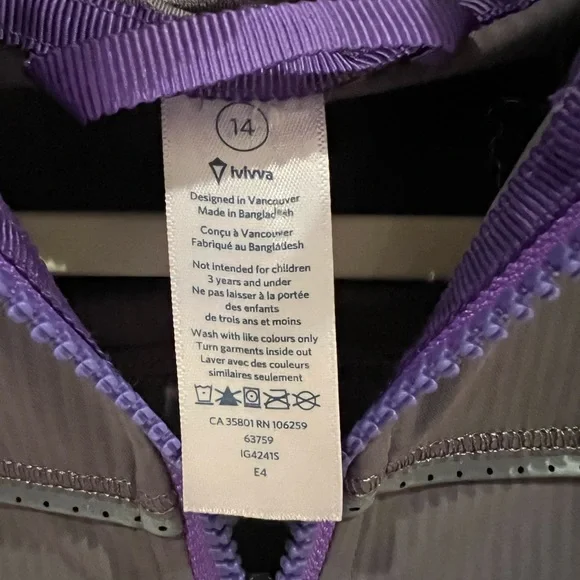 14
ivivva
Designed in Vancouver
Made in Bangladesh
Conçu à Vancouver
Fabriqué au Bangladesh
Not intended for children
3 years and under
Ne pas laisser à la portée
des enfants
de trois ans et moins
Wash with like colours only
Turn garments inside out
Laver avec des couleurs
similaires seulement
CA 35801 RN 106259
63759
IG4241S
E4